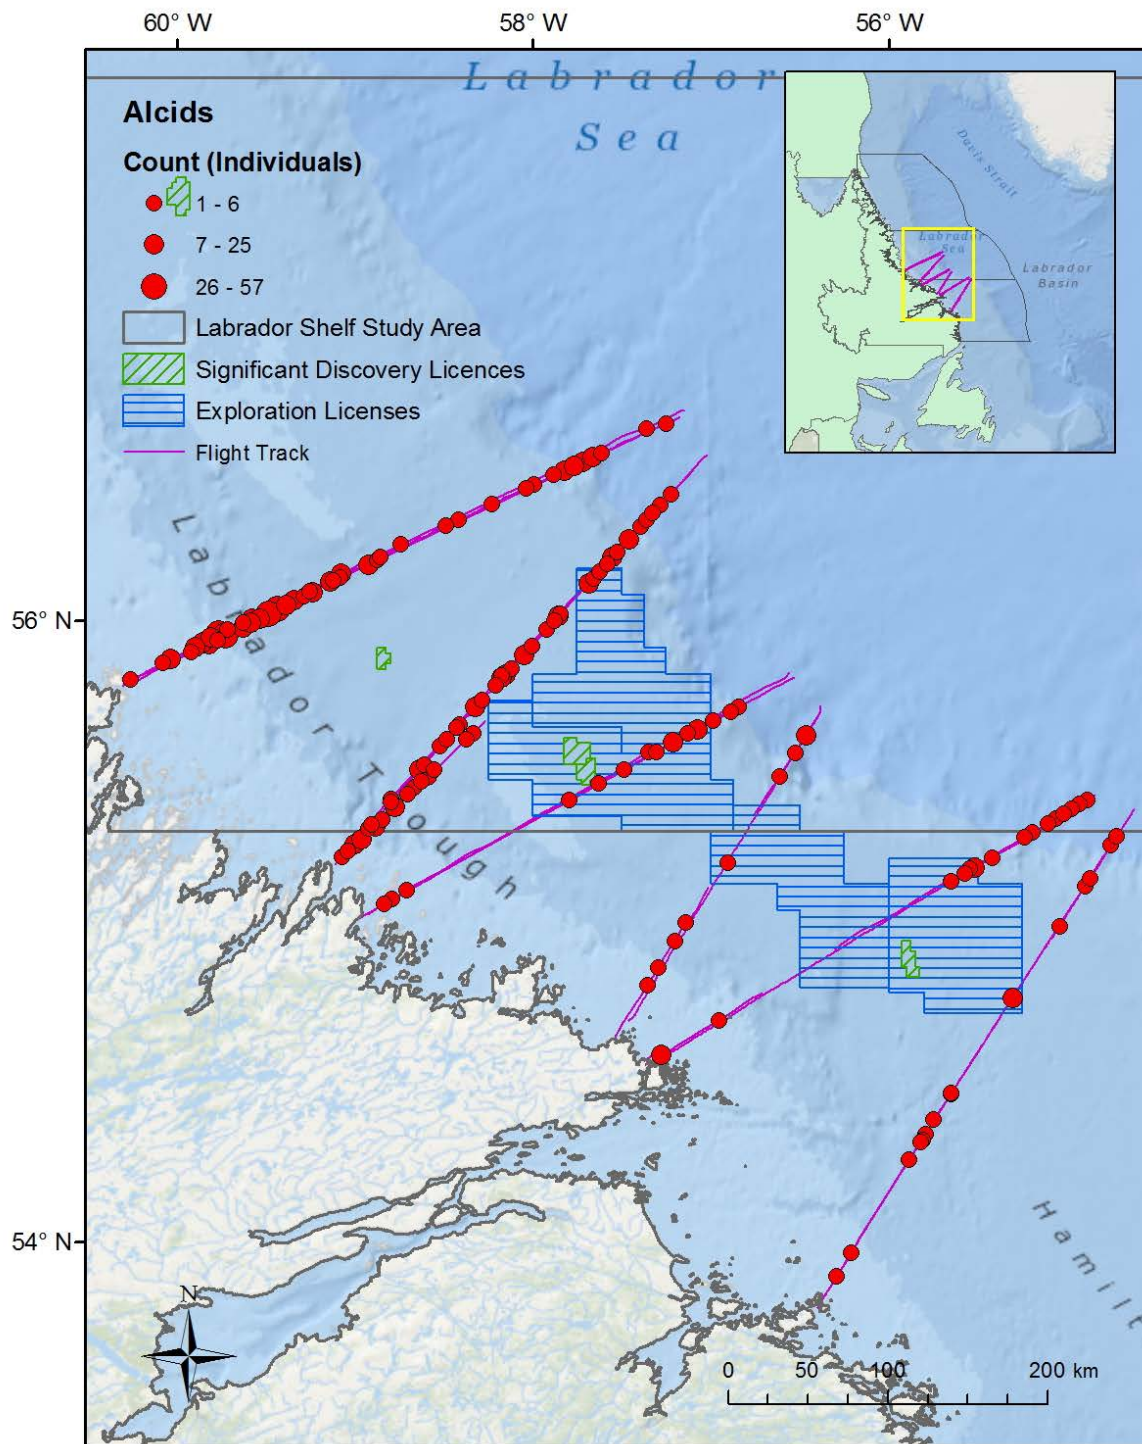 60° W
58° W
56° W
Labrador
Sea
Alcids
Count (Individuals)
1 - 6
7 - 25
26 - 57
Labrador Shelf Study Area
Significant Discovery Licences
Exploration Licenses
Flight Track
Davis Strait
Labrador
Sea
Labrador
Basin
Labrador Trough
56° N
54° N
Hamilt
N
0
50
100
200 km